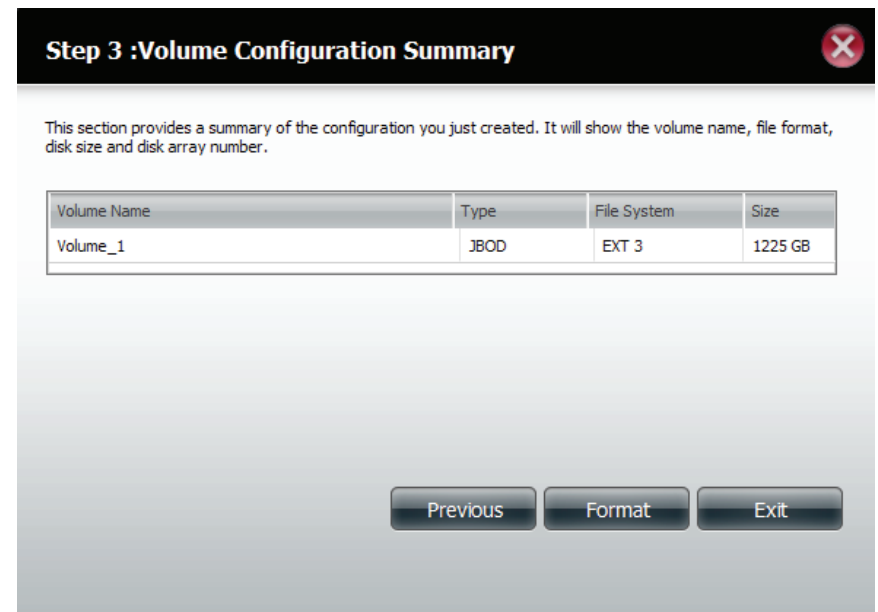 Step 3 :Volume Configuration Summary
This section provides a summary of the configuration you just created. It will show the volume name, file format,
disk size and disk array number.
Volume Name Type File System Size
Volume_1 JBOD EXT 3 1225 GB
Previous Format Exit